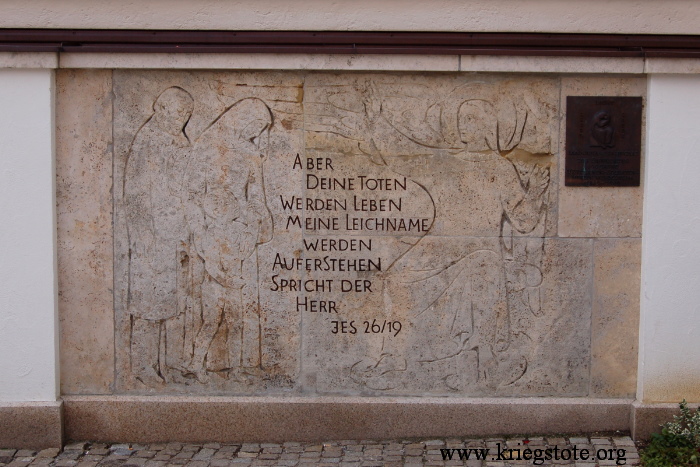 Aber
Deine Toten
Werden Leben
Meine Leichname
werden
Auferstehen
Spricht der
Herr
Jes 26/19
www.kriegstote.org